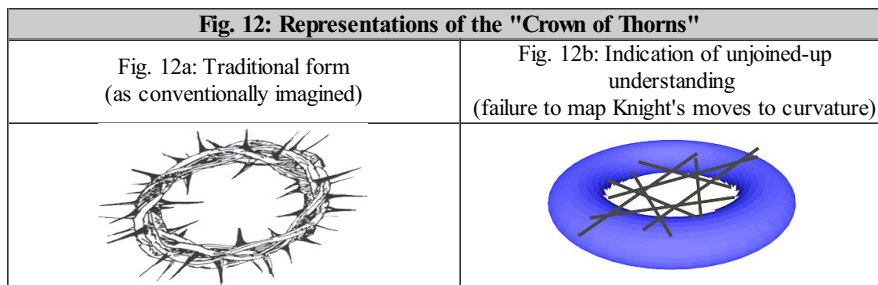 Fig. 12: Representations of the "Crown of Thorns"
Fig. 12a: Traditional form
(as conventionally imagined)
Fig. 12b: Indication of unjoined-up
understanding
(failure to map Knight's moves to curvature)